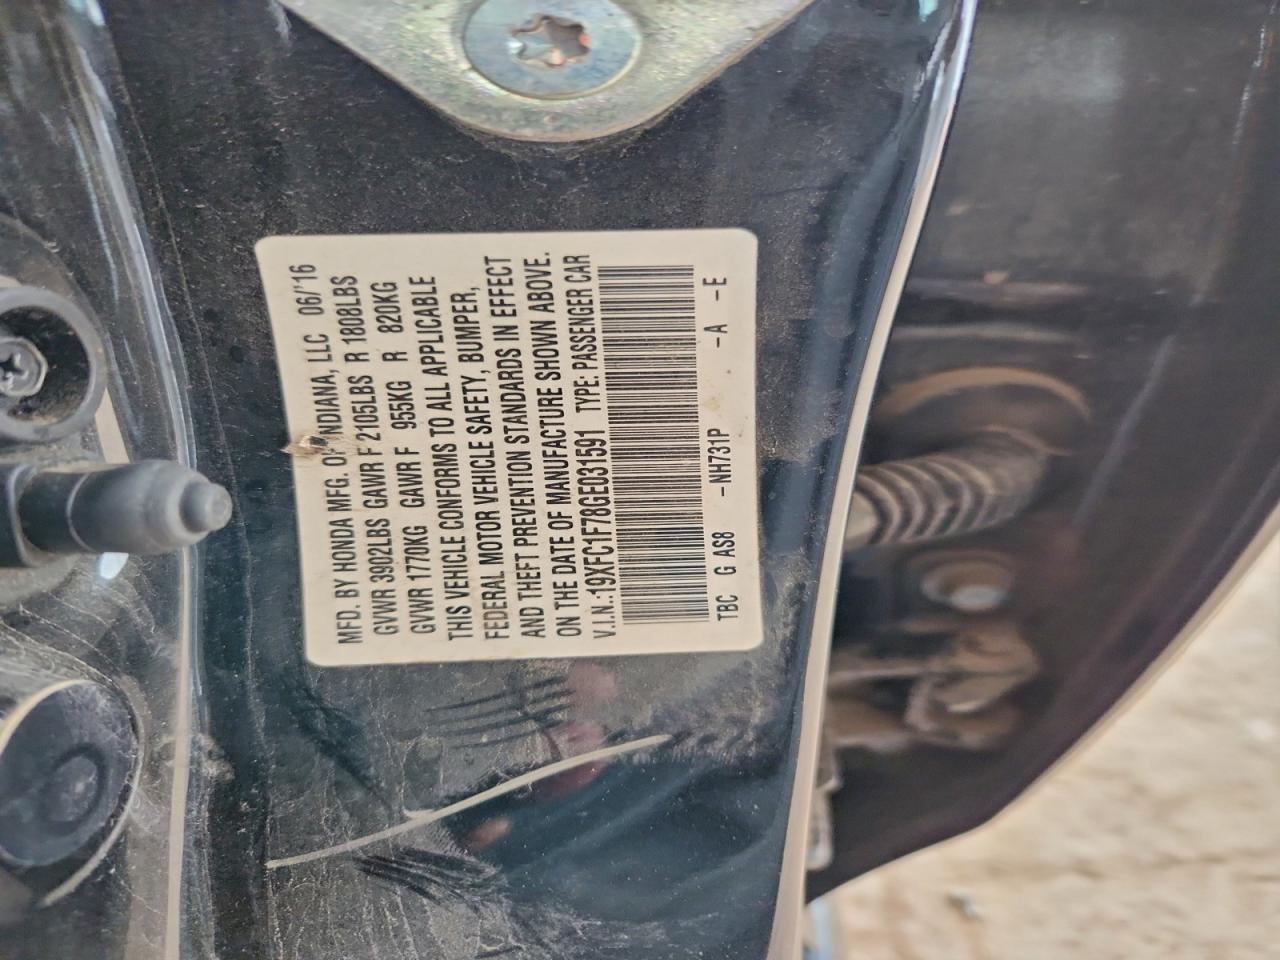 MFD. BY HONDA MFG. OF INDIANA, LLC 06/'16
GVWR 3902LBS GAWR F 2105LBS R 1808LBS
GVWR 1770KG GAWR F 955KG R 820KG
THIS VEHICLE CONFORMS TO ALL APPLICABLE
FEDERAL MOTOR VEHICLE SAFETY, BUMPER,
AND THEFT PREVENTION STANDARDS IN EFFECT
ON THE DATE OF MANUFACTURE SHOWN ABOVE.
V.I.N.:19XFC1F78GE031591 TYPE: PASSENGER CAR
TBC G AS8 -NH731P -A -E